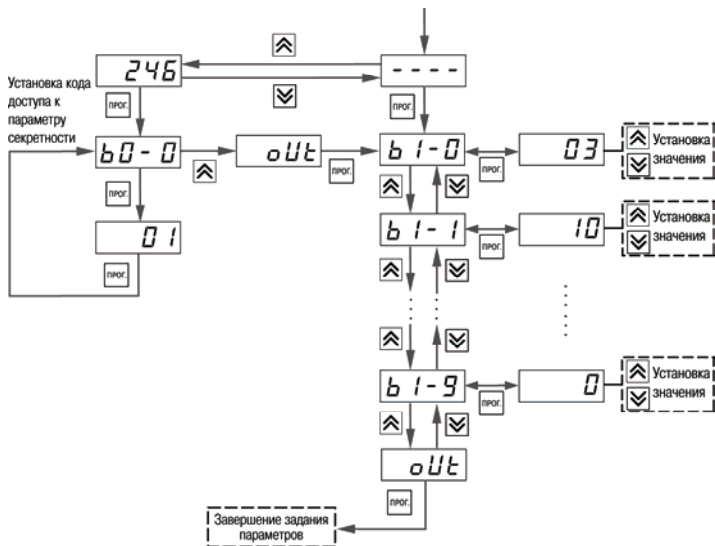 246
- - - -
Установка кода
доступа к
параметру
секретности
ПРОГ.
ПРОГ.
b0-0
oUt
b1-0
03
Установка
значения
ПРОГ.
ПРОГ.
ПРОГ.
01
b1-1
10
Установка
значения
ПРОГ.
ПРОГ.
b1-9
0
Установка
значения
ПРОГ.
oUt
ПРОГ.
Завершение задания
параметров